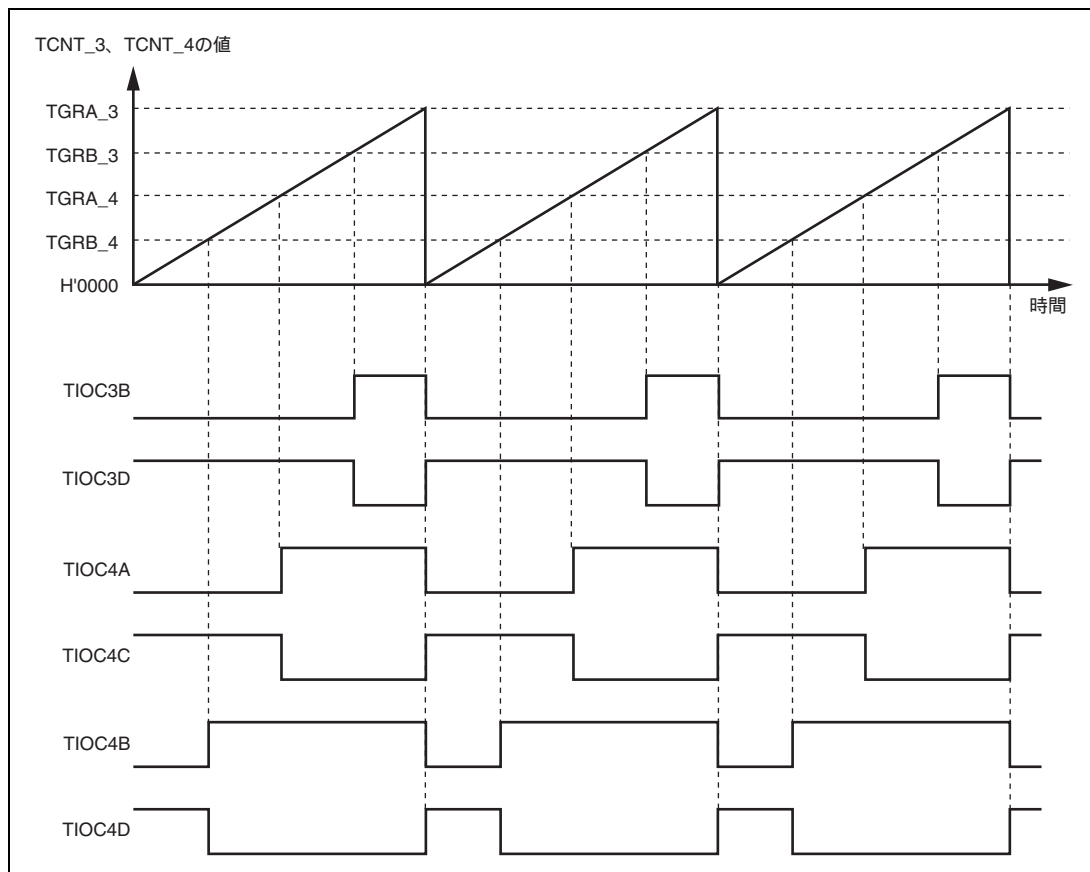 TCNT_3、TCNT_4の値
TGRA_3
TGRB_3
TGRA_4
TGRB_4
H'0000
時間
TIOC3B
TIOC3D
TIOC4A
TIOC4C
TIOC4B
TIOC4D